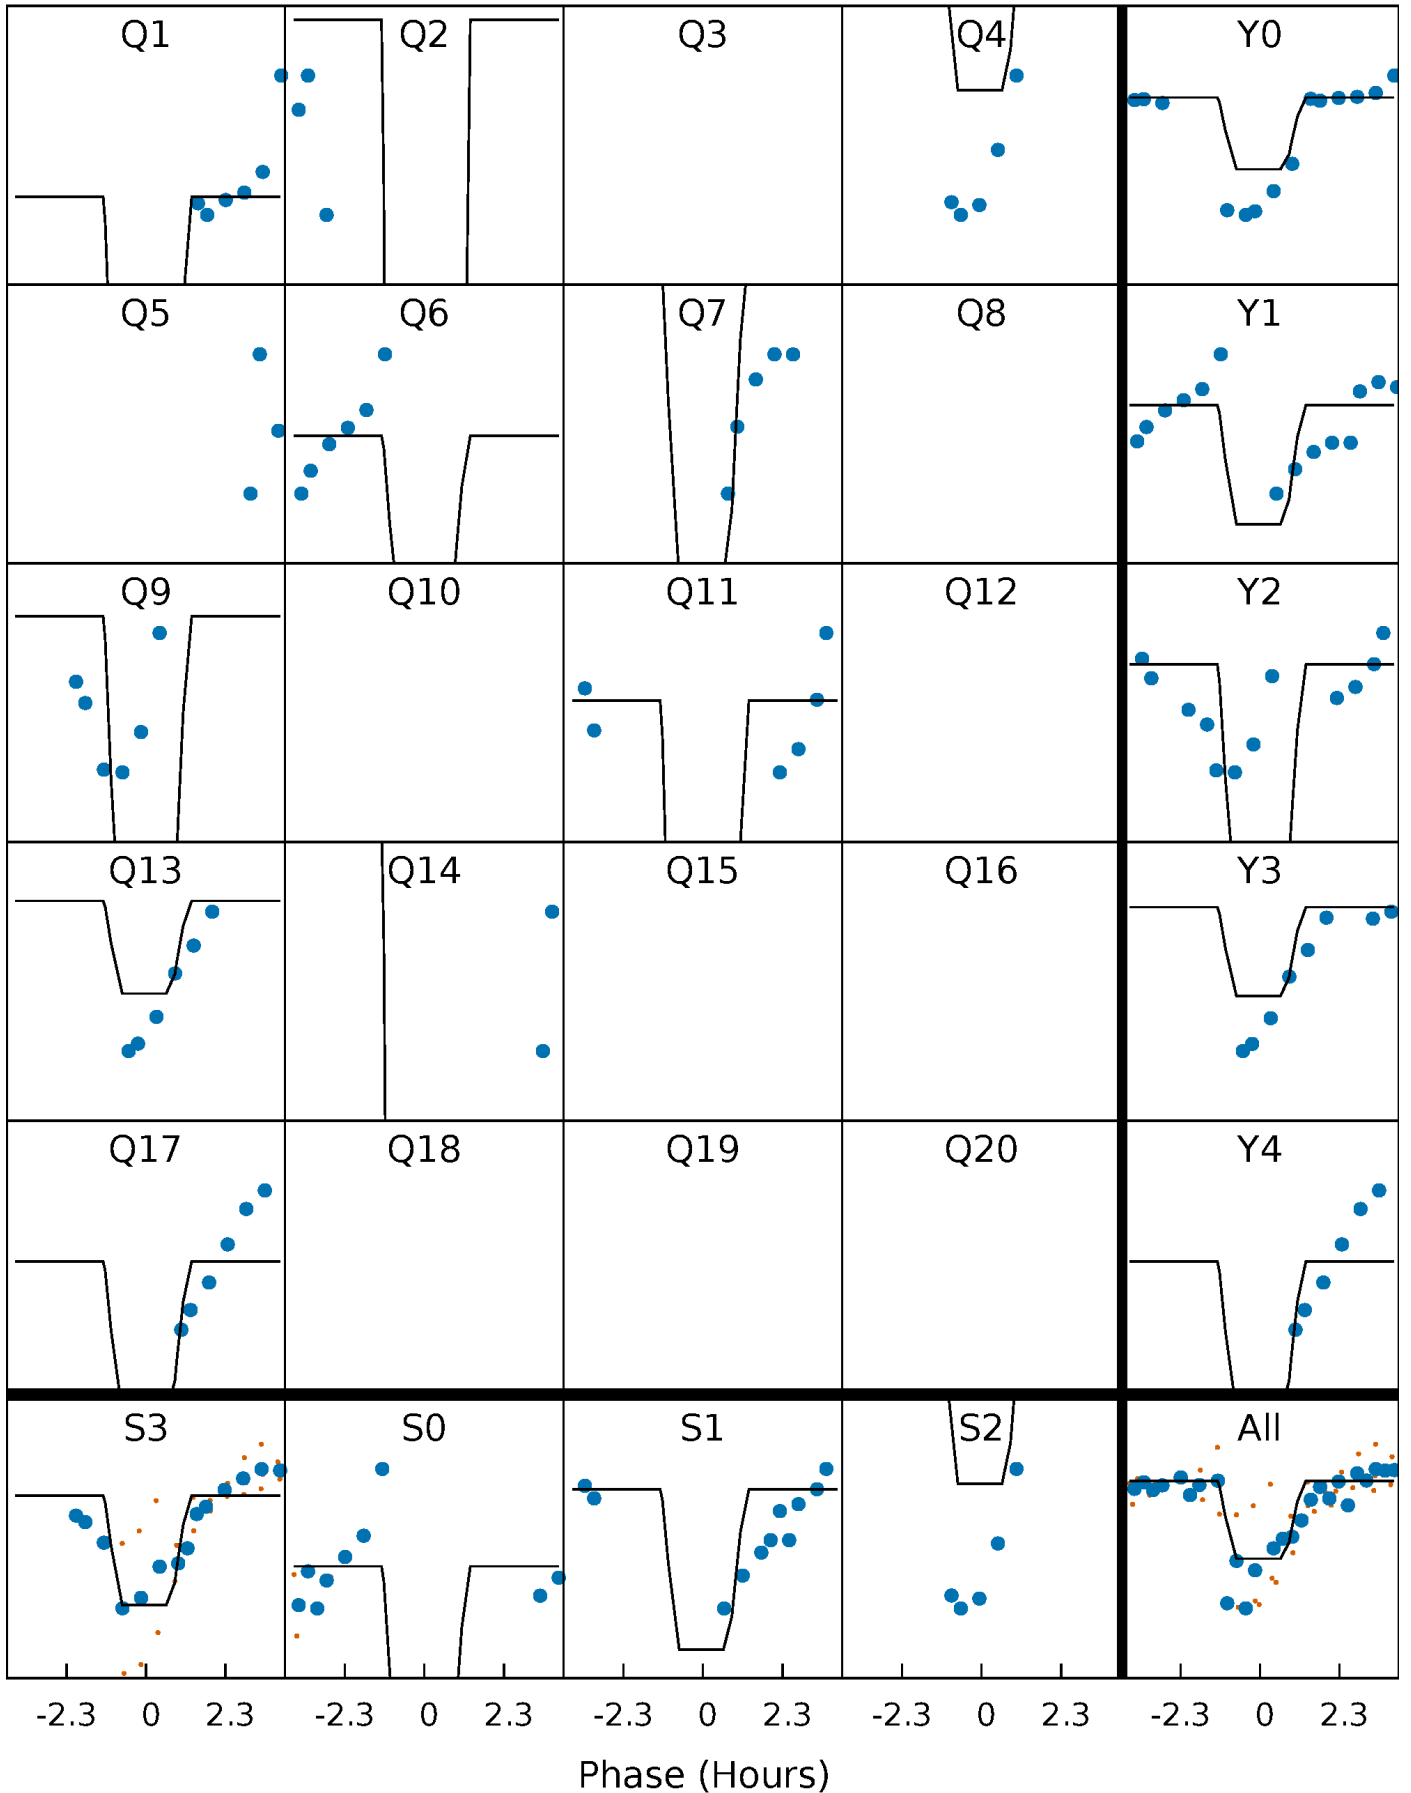 Q1 Q2 Q3 Q4 Y0
Q5 Q6 Q7 Q8 Y1
Q9 Q10 Q11 Q12 Y2
Q13 Q14 Q15 Q16 Y3
Q17 Q18 Q19 Q20 Y4
S3 S0 S1 S2 All
-2.3 0 2.3 -2.3 0 2.3 -2.3 0 2.3 -2.3 0 2.3 -2.3 0 2.3
Phase (Hours)